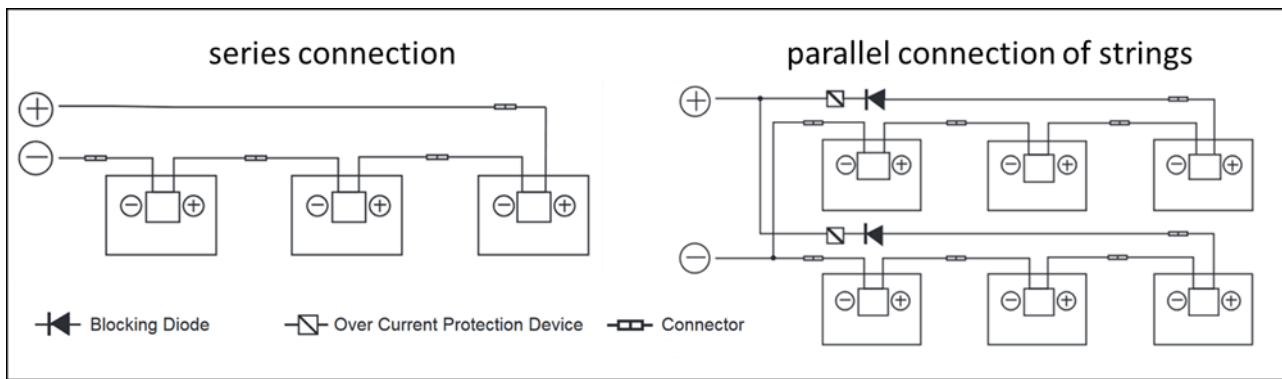 series connection
parallel connection of strings
+
−
− + − + − +
+
− + − + − +
−
− + − + − +
Blocking Diode
Over Current Protection Device
Connector